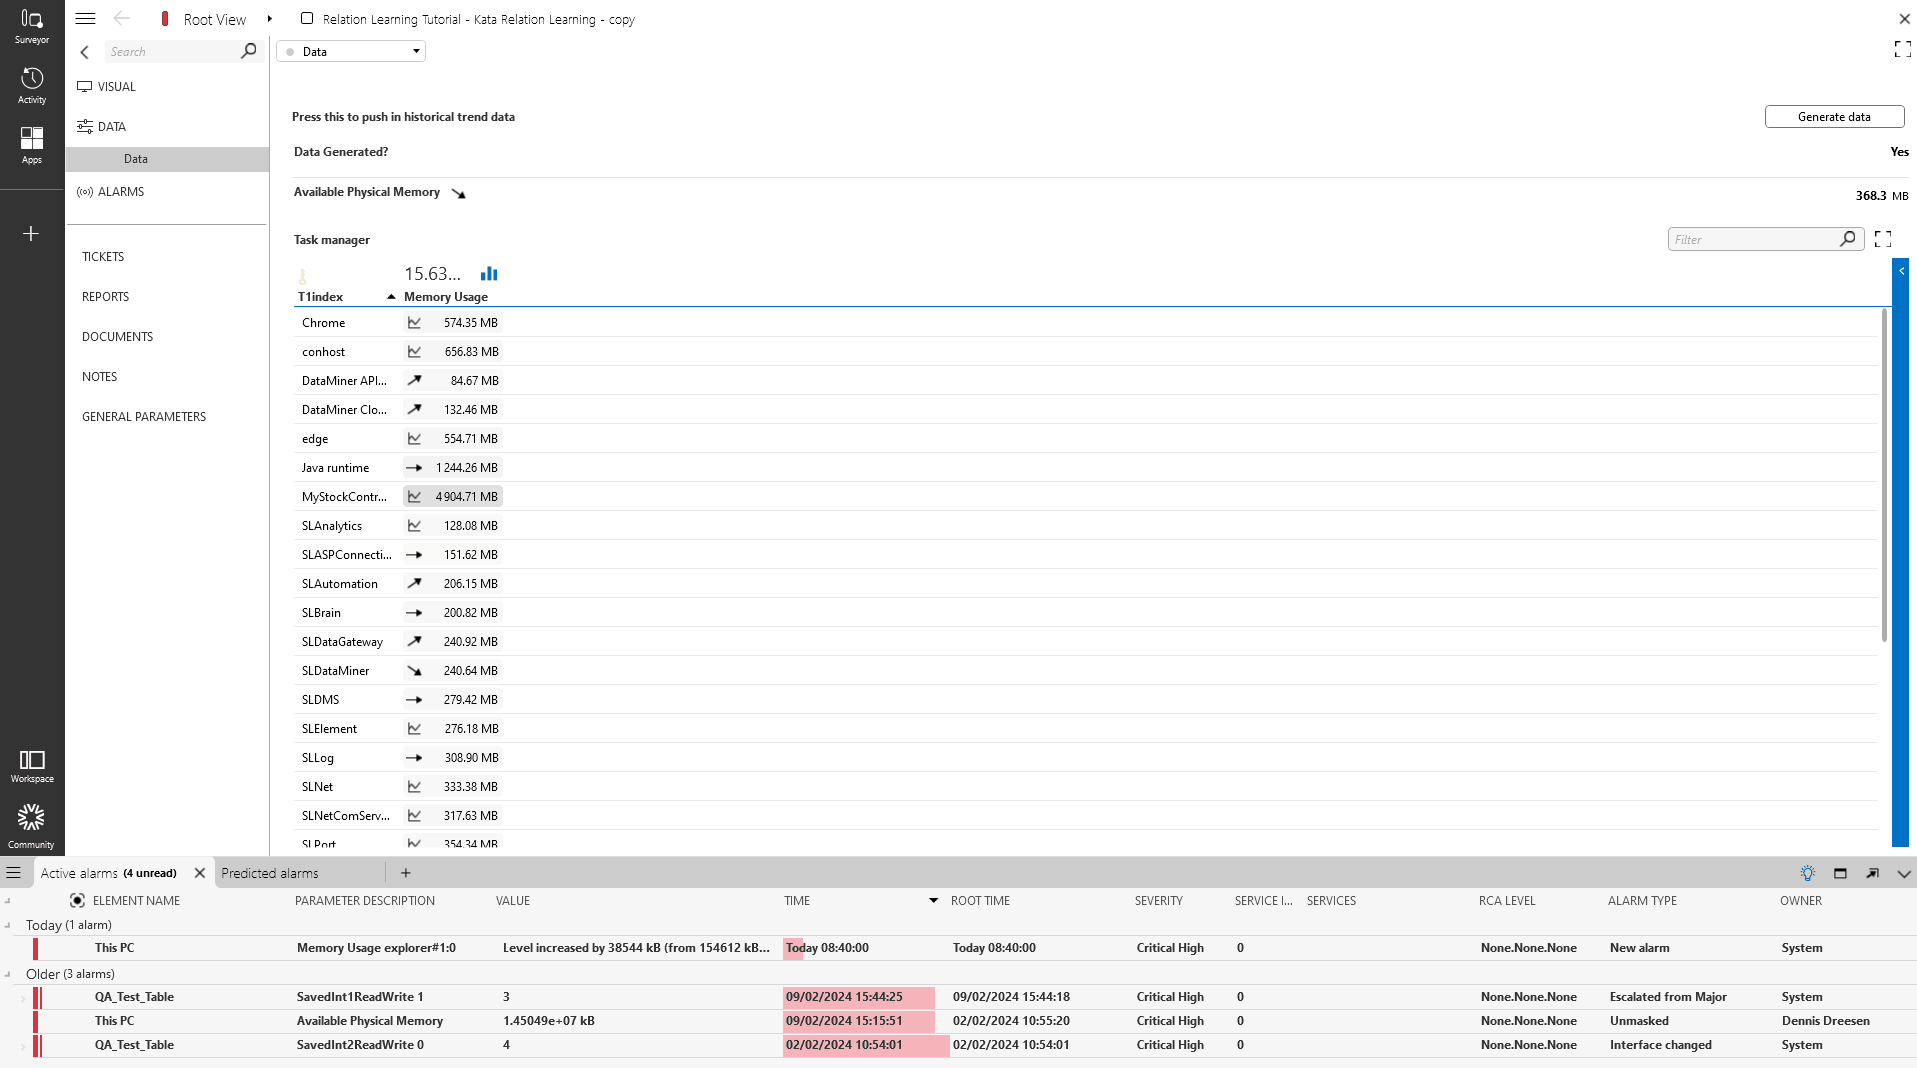 Surveyor
Activity
Apps
Workspace
Community
Root View
Relation Learning Tutorial - Kata Relation Learning - copy
Search
VISUAL
DATA
Data
ALARMS
TICKETS
REPORTS
DOCUMENTS
NOTES
GENERAL PARAMETERS
Data
Press this to push in historical trend data
Generate data
Data Generated?
Yes
Available Physical Memory
368.3 MB
Task manager
Filter
15.63...
T1index Memory Usage
Chrome 574.35 MB
conhost 656.83 MB
DataMiner API... 84.67 MB
DataMiner Clo... 132.46 MB
edge 554.71 MB
Java runtime 1 244.26 MB
MyStockContr... 4 904.71 MB
SLAnalytics 128.08 MB
SLASPConnecti... 151.62 MB
SLAutomation 206.15 MB
SLBrain 200.82 MB
SLDataGateway 240.92 MB
SLDataMiner 240.64 MB
SLDMS 279.42 MB
SLElement 276.18 MB
SLLog 308.90 MB
SLNet 333.38 MB
SLNetComServ... 317.63 MB
SLPort 354.34 MB
Active alarms (4 unread) Predicted alarms
ELEMENT NAME PARAMETER DESCRIPTION VALUE TIME ROOT TIME SEVERITY SERVICE I... SERVICES RCA LEVEL ALARM TYPE OWNER
Today (1 alarm)
This PC Memory Usage explorer#1:0 Level increased by 38544 kB (from 154612 kB... Today 08:40:00 Today 08:40:00 Critical High 0 None.None.None New alarm System
Older (3 alarms)
QA_Test_Table SavedInt1ReadWrite 1 3 09/02/2024 15:44:25 09/02/2024 15:44:18 Critical High 0 None.None.None Escalated from Major System
This PC Available Physical Memory 1.45049e+07 kB 09/02/2024 15:15:51 02/02/2024 10:55:20 Critical High 0 None.None.None Unmasked Dennis Dreesen
QA_Test_Table SavedInt2ReadWrite 0 4 02/02/2024 10:54:01 02/02/2024 10:54:01 Critical High 0 None.None.None Interface changed System